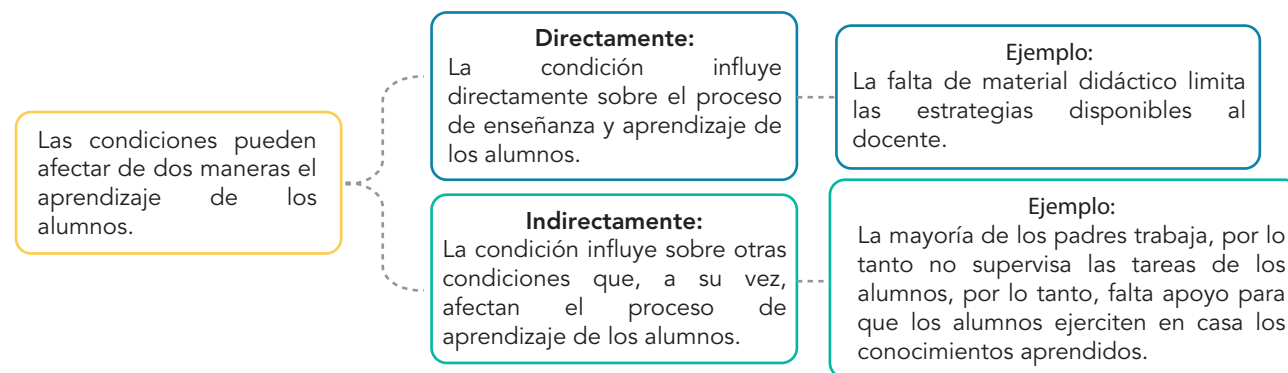 Las condiciones pueden
afectar de dos maneras el
aprendizaje de los
alumnos.
Directamente:
La condición influye
directamente sobre el proceso
de enseñanza y aprendizaje de
los alumnos.
Ejemplo:
La falta de material didáctico limita
las estrategias disponibles al
docente.
Indirectamente:
La condición influye sobre otras
condiciones que, a su vez,
afectan el proceso de
aprendizaje de los alumnos.
Ejemplo:
La mayoría de los padres trabaja, por lo
tanto no supervisa las tareas de los
alumnos, por lo tanto, falta apoyo para
que los alumnos ejerciten en casa los
conocimientos aprendidos.